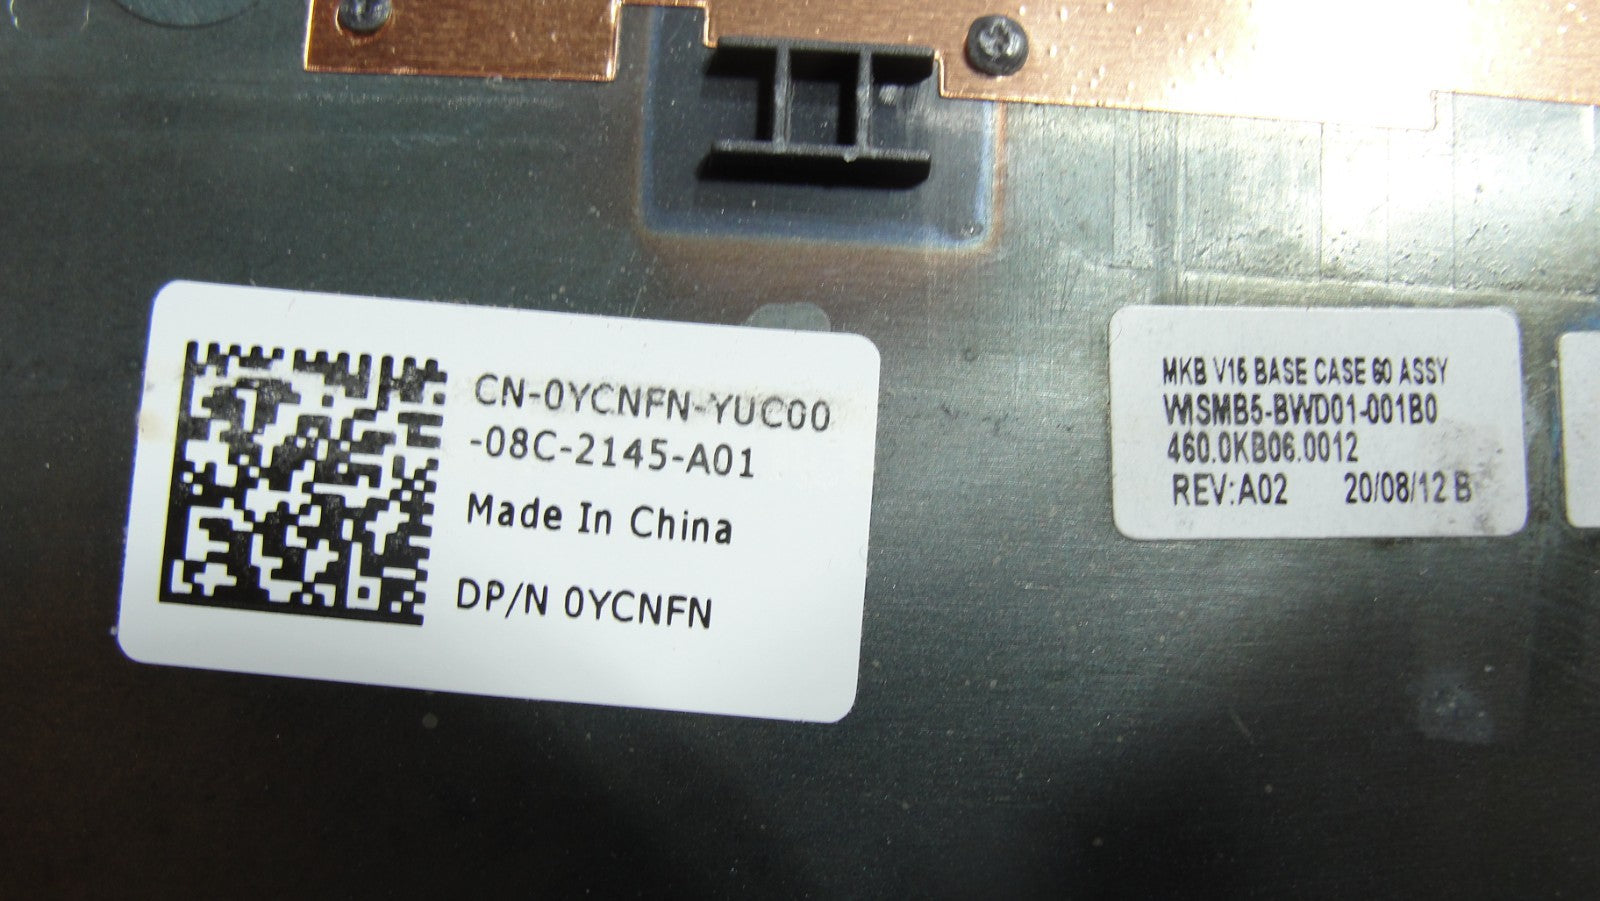 CN-0YCNFN-YUC00
-08C-2145-A01
Made In China
DP/N 0YCNFN
MKB V15 BASE CASE 60 ASSY
WISMB5-BWD01-001B0
460.0KB06.0012
REV:A02 20/08/12 B